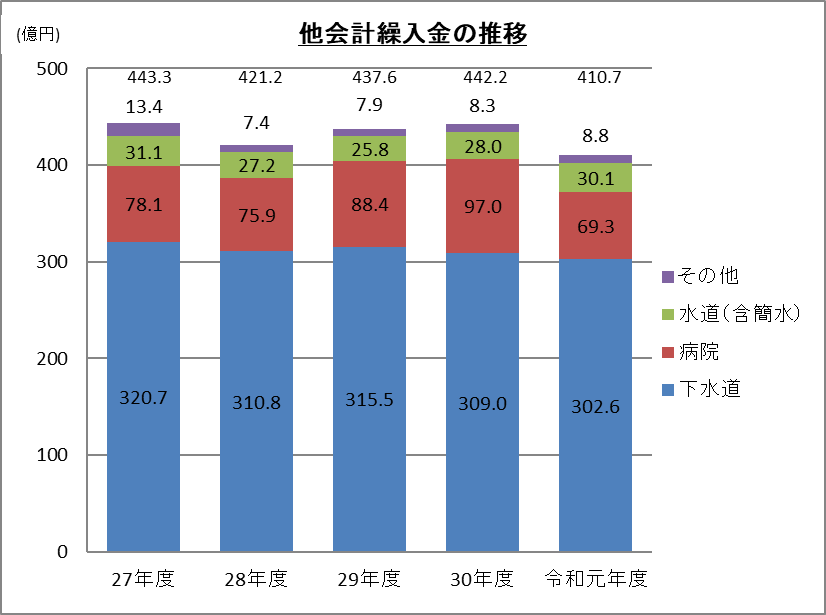 他会計繰入金の推移
(億円)
500
443.3 421.2 437.6 442.2 410.7
13.4 7.4 7.9 8.3 8.8
31.1 27.2 25.8 28.0 30.1
400
78.1 75.9 88.4 97.0 69.3
300
320.7 310.8 315.5 309.0 302.6
200
100
0
27年度 28年度 29年度 30年度 令和元年度
その他
水道(含簡水)
病院
下水道